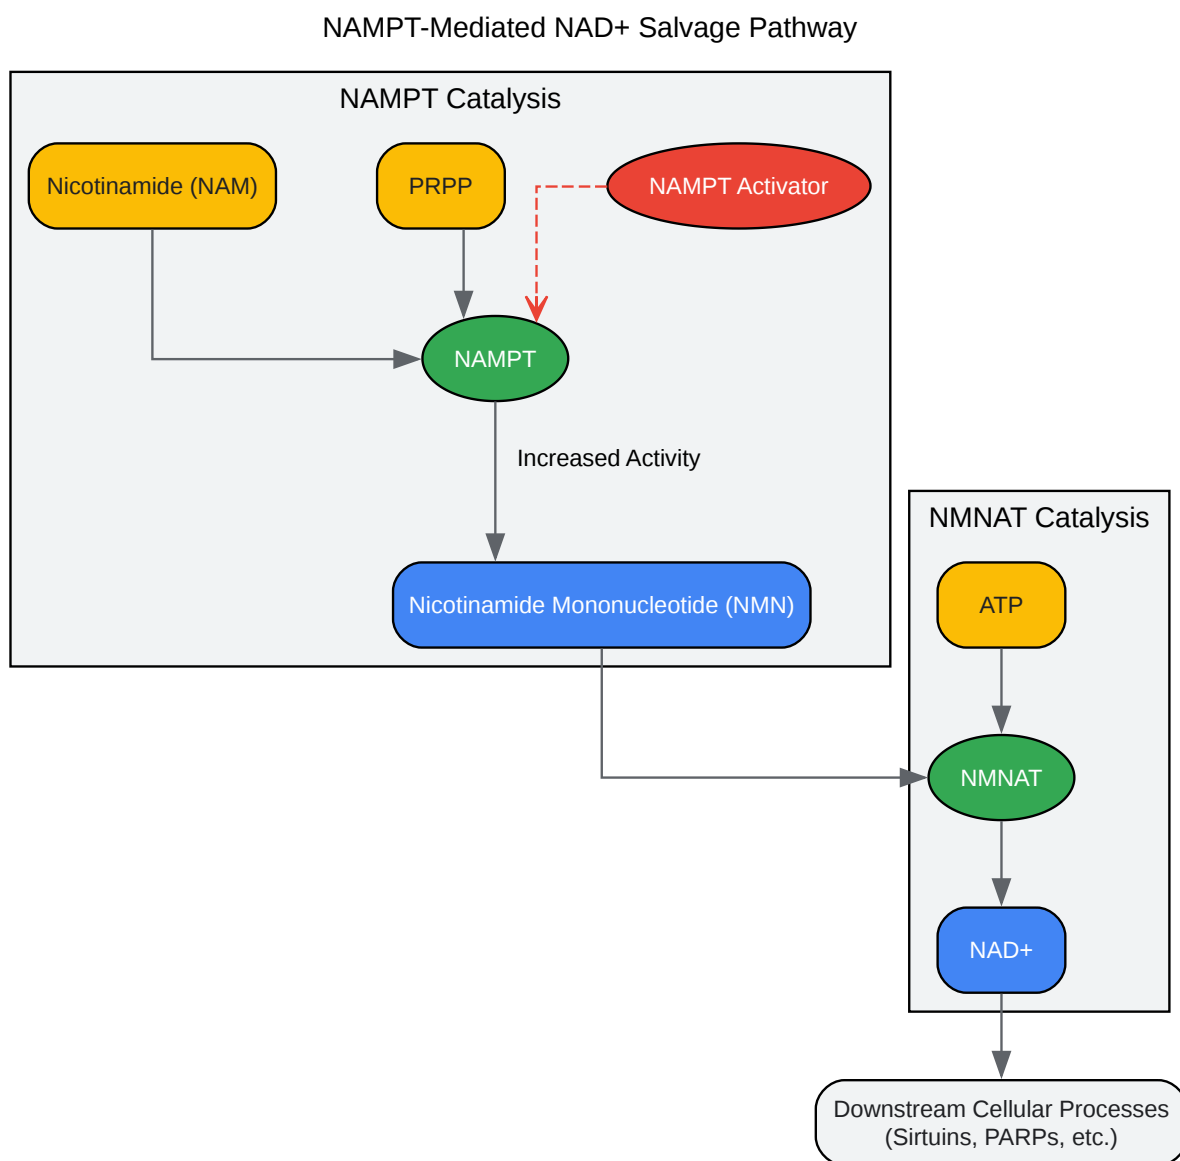 NAMPT-Mediated NAD+ Salvage Pathway
NAMPT Catalysis
Nicotinamide (NAM)
PRPP
NAMPT Activator
NAMPT
Increased Activity
Nicotinamide Mononucleotide (NMN)
NMNAT Catalysis
ATP
NMNAT
NAD+
Downstream Cellular Processes
(Sirtuins, PARPs, etc.)